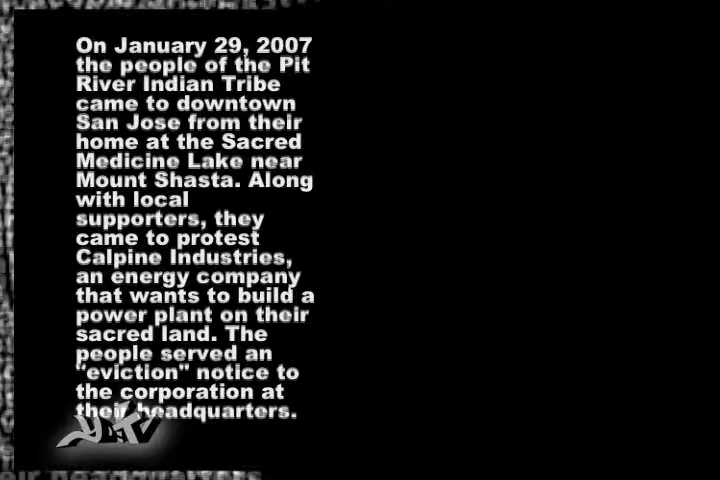 On January 29, 2007
the people of the Pit
River Indian Tribe
came to downtown
San Jose from their
home at the Sacred
Medicine Lake near
Mount Shasta. Along
with local
supporters, they
came to protest
Calpine Industries,
an energy company
that wants to build a
power plant on their
sacred land. The
people served an
"eviction" notice to
the corporation at
their headquarters.